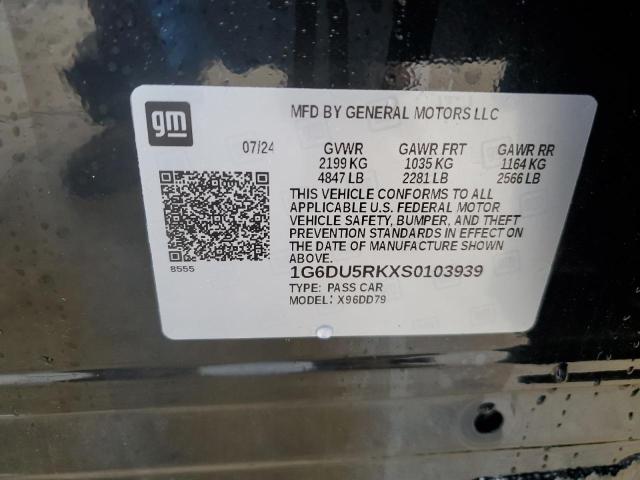 gm
MFD BY GENERAL MOTORS LLC
07/24 GVWR GAWR FRT GAWR RR
2199 KG 1035 KG 1164 KG
4847 LB 2281 LB 2566 LB
THIS VEHICLE CONFORMS TO ALL
APPLICABLE U.S. FEDERAL MOTOR
VEHICLE SAFETY, BUMPER, AND THEFT
PREVENTION STANDARDS IN EFFECT ON
THE DATE OF MANUFACTURE SHOWN
ABOVE.
8555
1G6DU5RKXS0103939
TYPE: PASS CAR
MODEL: X96DD79